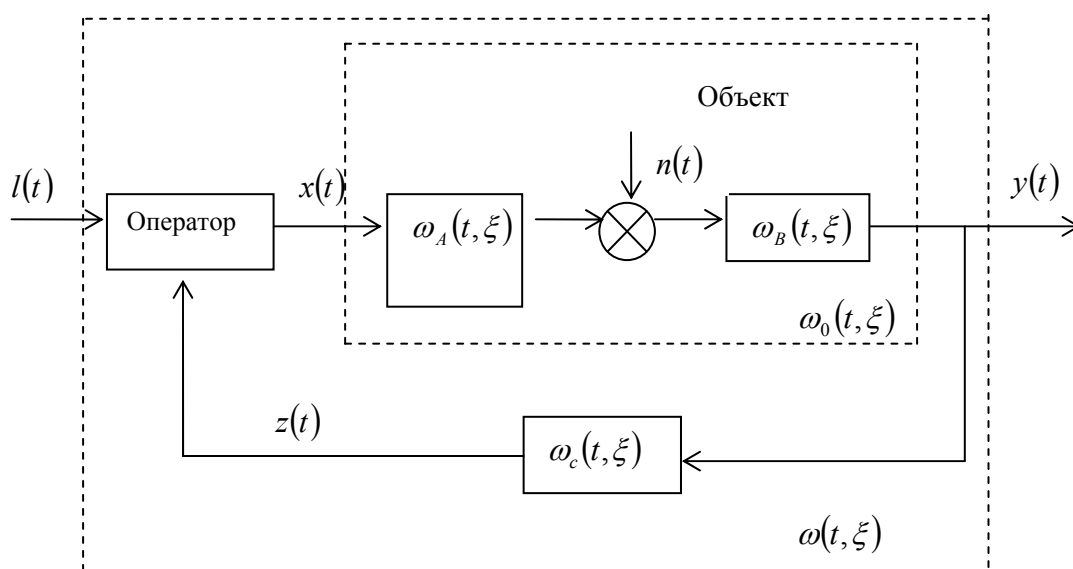 Объект
l(t)
Оператор
x(t)
ω_A(t,ξ)
n(t)
ω_B(t,ξ)
y(t)
ω_0(t,ξ)
z(t)
ω_c(t,ξ)
ω(t,ξ)